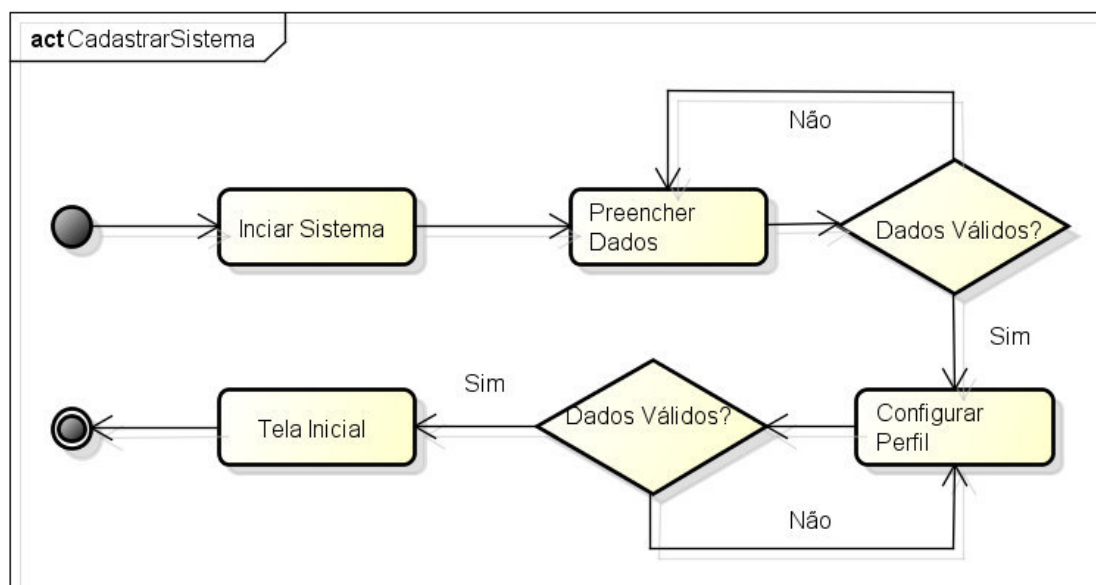 act CadastrarSistema
Não
Inciar Sistema
Preencher
Dados
Dados Válidos?
Sim
Configurar
Perfil
Dados Válidos?
Sim
Tela Inicial
Não